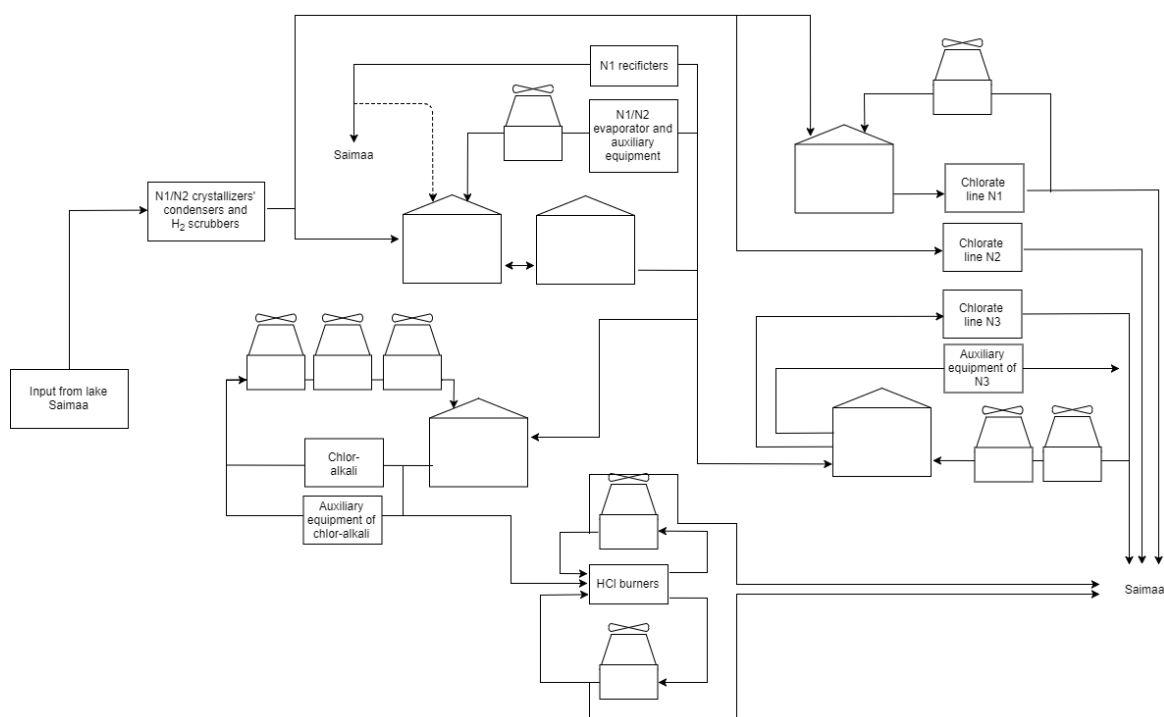 N1 recificters
N1/N2
evaporator and
auxiliary
equipment
Saimaa
N1/N2 crystallizers'
condensers and
H2 scrubbers
Chlorate
line N1
Chlorate
line N2
Chlorate
line N3
Auxiliary
equipment of
N3
Input from lake
Saimaa
Chlor-
alkali
Auxiliary
equipment of
chlor-alkali
HCl burners
Saimaa